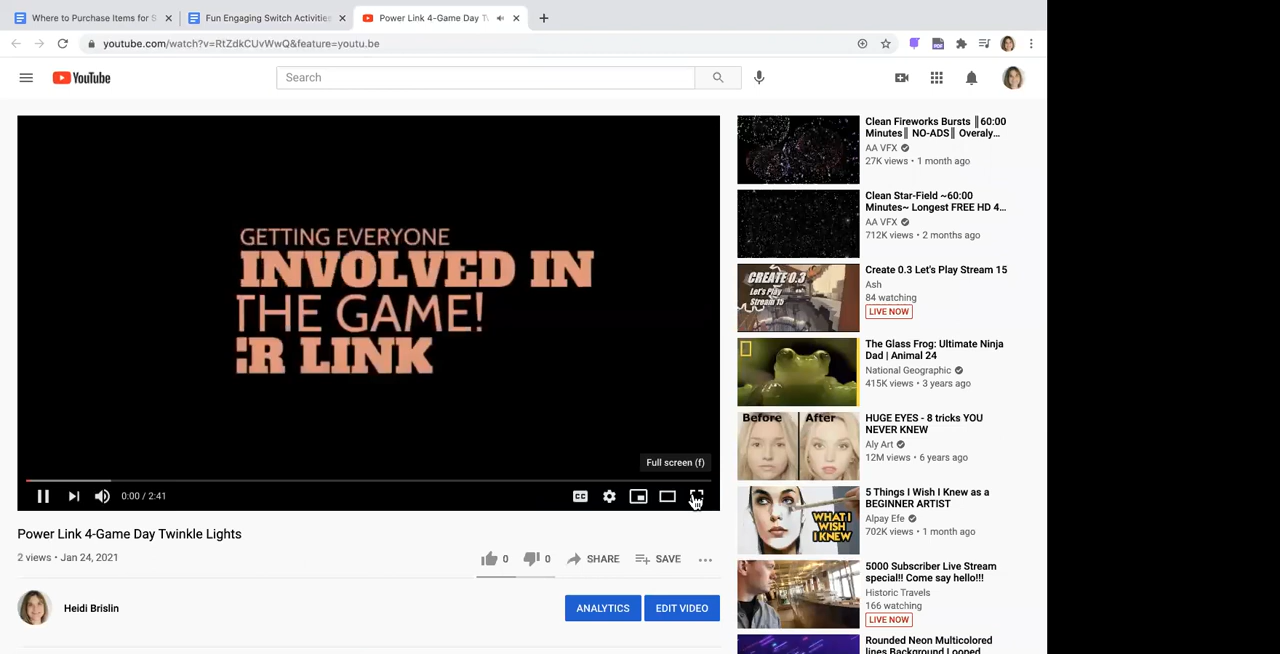 Where to Purchase Items for S
Fun Engaging Switch Activities
Power Link 4-Game Day Tw
youtube.com/watch?v=RtZdkCUvWwQ&feature=youtu.be
YouTube
Search
GETTING EVERYONE
INVOLVED IN
THE GAME!
ER LINK
Full screen (f)
0:00 / 2:41
CC
Power Link 4-Game Day Twinkle Lights
2 views • Jan 24, 2021
0
0
SHARE
SAVE
Heidi Brislin
ANALYTICS
EDIT VIDEO
Clean Fireworks Bursts ║60:00
Minutes║ NO-ADS║ Overaly...
AA VFX
27K views • 1 month ago
Clean Star-Field ~60:00
Minutes~ Longest FREE HD 4...
AA VFX
712K views • 2 months ago
CREATE 0.3
Let's Play
Stream 15
Create 0.3 Let's Play Stream 15
Ash
84 watching
LIVE NOW
The Glass Frog: Ultimate Ninja
Dad | Animal 24
National Geographic
415K views • 3 years ago
Before After
HUGE EYES - 8 tricks YOU
NEVER KNEW
Aly Art
12M views • 6 years ago
WHAT I
WISH
I KNEW
5 Things I Wish I Knew as a
BEGINNER ARTIST
Alpay Efe
702K views • 1 month ago
5000 Subscriber Live Stream
special!! Come say hello!!!
Historic Travels
166 watching
LIVE NOW
Rounded Neon Multicolored
lines Background Looped